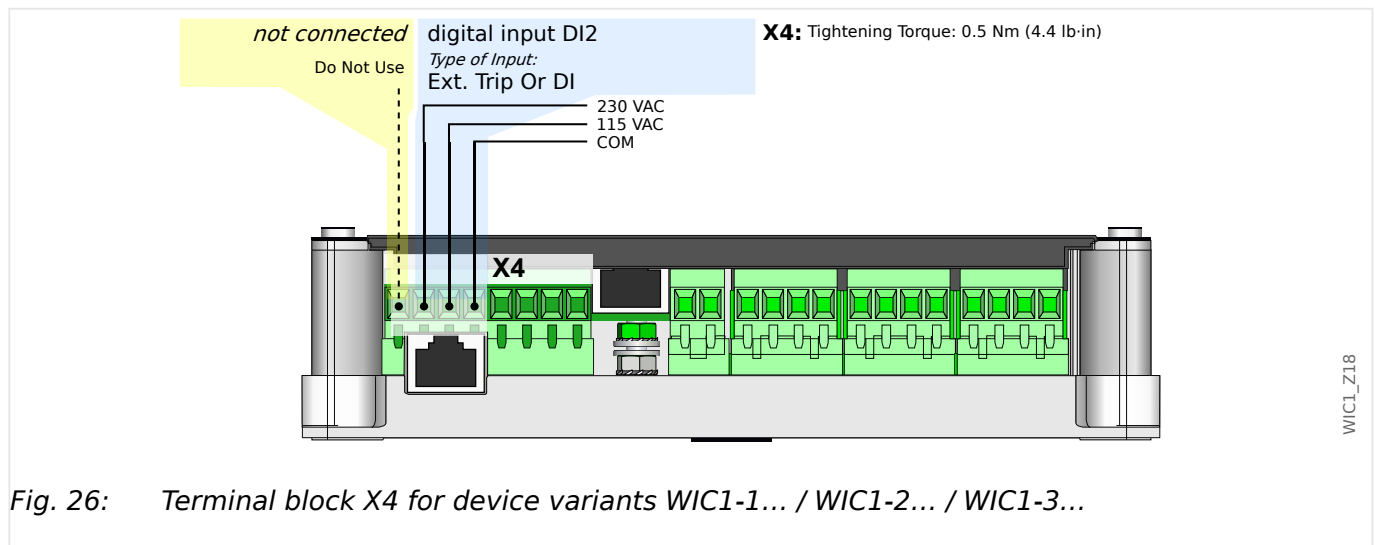 not connected
Do Not Use
digital input DI2
Type of Input:
Ext. Trip Or DI
230 VAC
115 VAC
COM
X4: Tightening Torque: 0.5 Nm (4.4 lb·in)
X4
WIC1_Z18
Fig. 26: Terminal block X4 for device variants WIC1-1… / WIC1-2… / WIC1-3…